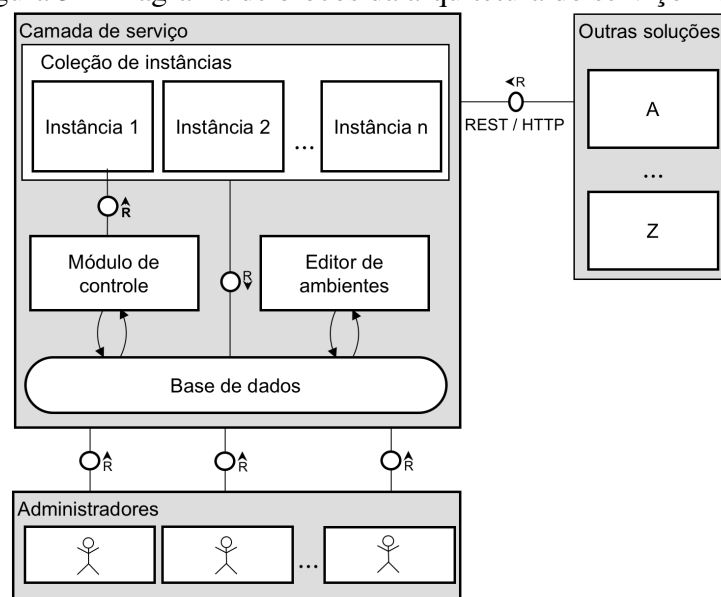 Camada de serviço
Outras soluções
Coleção de instâncias
Instância 1
Instância 2
...
Instância n
R
REST / HTTP
A
...
Z
R
Módulo de
controle
R
Editor de
ambientes
Base de dados
R
R
R
Administradores
...